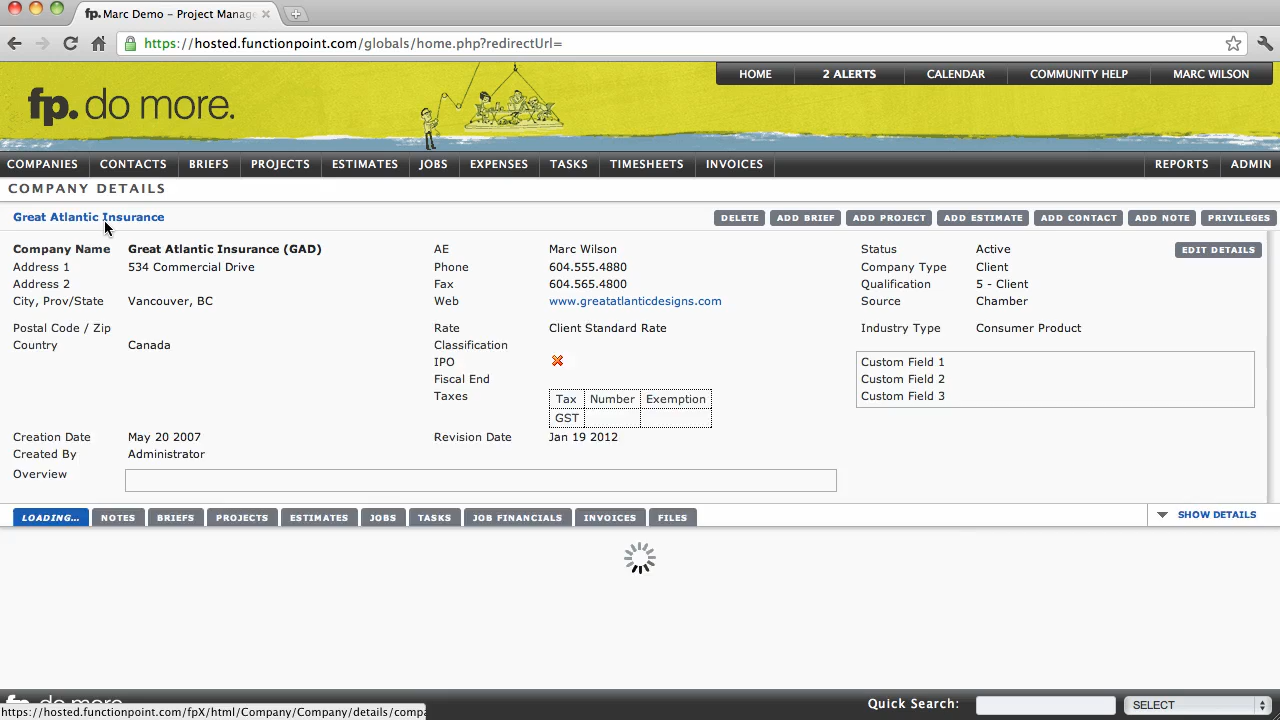 fp. Marc Demo – Project Manag
https://hosted.functionpoint.com/globals/home.php?redirectUrl=
HOME 2 ALERTS CALENDAR COMMUNITY HELP MARC WILSON
fp. do more.
COMPANIES CONTACTS BRIEFS PROJECTS ESTIMATES JOBS EXPENSES TASKS TIMESHEETS INVOICES REPORTS ADMIN
COMPANY DETAILS
Great Atlantic Insurance DELETE ADD BRIEF ADD PROJECT ADD ESTIMATE ADD CONTACT ADD NOTE PRIVILEGES
Company Name Great Atlantic Insurance (GAD) AE Marc Wilson Status Active EDIT DETAILS
Address 1 534 Commercial Drive Phone 604.555.4880 Company Type Client
Address 2 Fax 604.565.4800 Qualification 5 - Client
City, Prov/State Vancouver, BC Web www.greatatlanticdesigns.com Source Chamber
Postal Code / Zip Rate Client Standard Rate Industry Type Consumer Product
Country Canada Classification
IPO Custom Field 1
Fiscal End Custom Field 2
Taxes Tax Number Exemption Custom Field 3
GST
Creation Date May 20 2007 Revision Date Jan 19 2012
Created By Administrator
Overview
LOADING... NOTES BRIEFS PROJECTS ESTIMATES JOBS TASKS JOB FINANCIALS INVOICES FILES SHOW DETAILS
fp. do more.
Quick Search: SELECT
https://hosted.functionpoint.com/fpX/html/Company/Company/details/comp